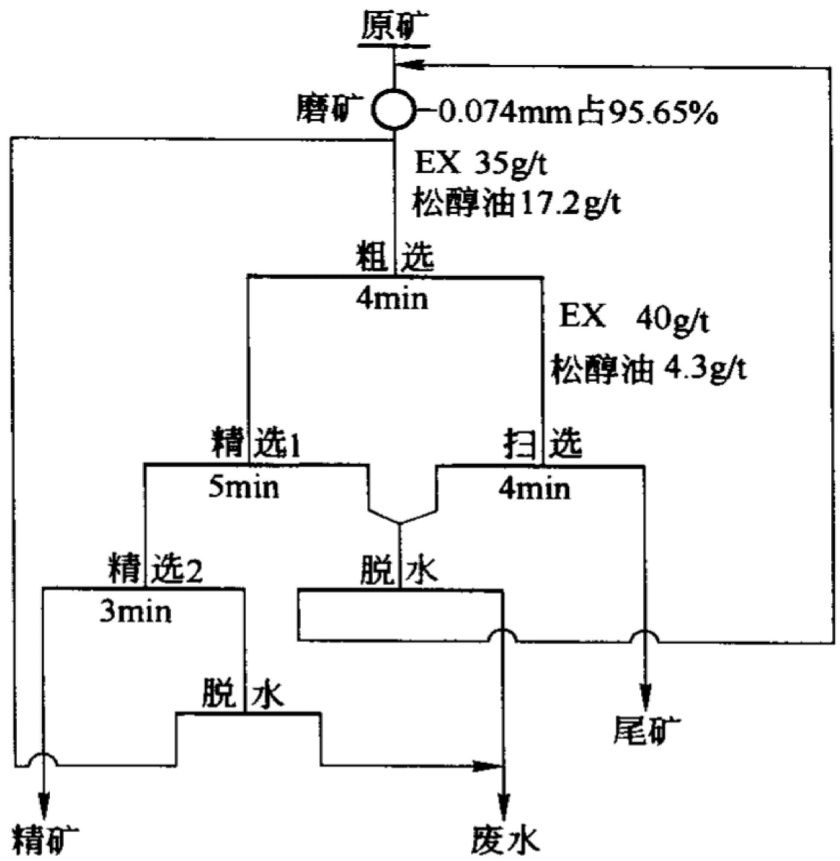 原矿
磨矿
-0.074mm占95.65%
EX 35g/t
松醇油17.2g/t
粗选
4min
EX 40g/t
松醇油 4.3g/t
精选1
5min
扫选
4min
精选2
3min
脱水
脱水
尾矿
精矿
废水